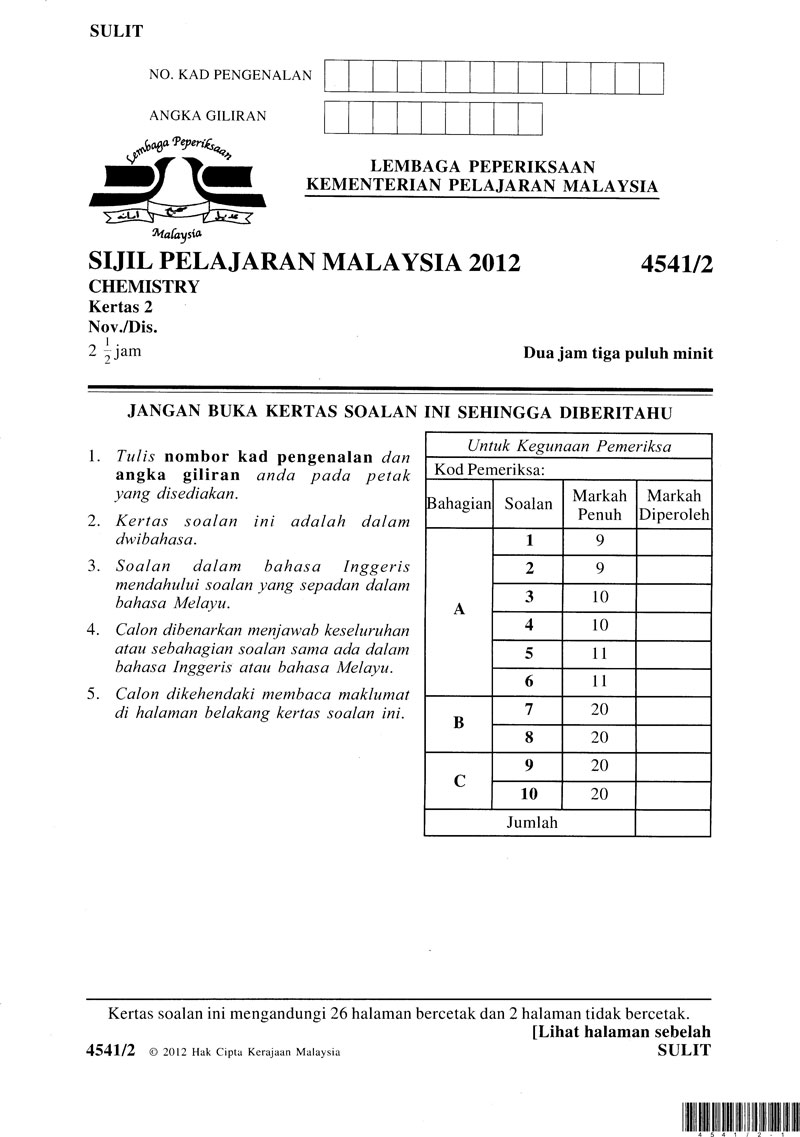 SULIT
NO. KAD PENGENALAN
ANGKA GILIRAN
Lembaga Peperiksaan
Malaysia
LEMBAGA PEPERIKSAAN
KEMENTERIAN PELAJARAN MALAYSIA
SIJIL PELAJARAN MALAYSIA 2012 4541/2
CHEMISTRY
Kertas 2
Nov./Dis.
2 1/2 jam Dua jam tiga puluh minit
JANGAN BUKA KERTAS SOALAN INI SEHINGGA DIBERITAHU
1. Tulis nombor kad pengenalan dan
angka giliran anda pada petak
yang disediakan.
2. Kertas soalan ini adalah dalam
dwibahasa.
3. Soalan dalam bahasa Inggeris
mendahului soalan yang sepadan dalam
bahasa Melayu.
4. Calon dibenarkan menjawab keseluruhan
atau sebahagian soalan sama ada dalam
bahasa Inggeris atau bahasa Melayu.
5. Calon dikehendaki membaca maklumat
di halaman belakang kertas soalan ini.
Untuk Kegunaan Pemeriksa
Kod Pemeriksa:
Bahagian Soalan Markah Penuh Markah Diperoleh
A
1 9
2 9
3 10
4 10
5 11
6 11
B
7 20
8 20
C
9 20
10 20
Jumlah
Kertas soalan ini mengandungi 26 halaman bercetak dan 2 halaman tidak bercetak.
[Lihat halaman sebelah
4541/2 © 2012 Hak Cipta Kerajaan Malaysia SULIT
4541/2-1